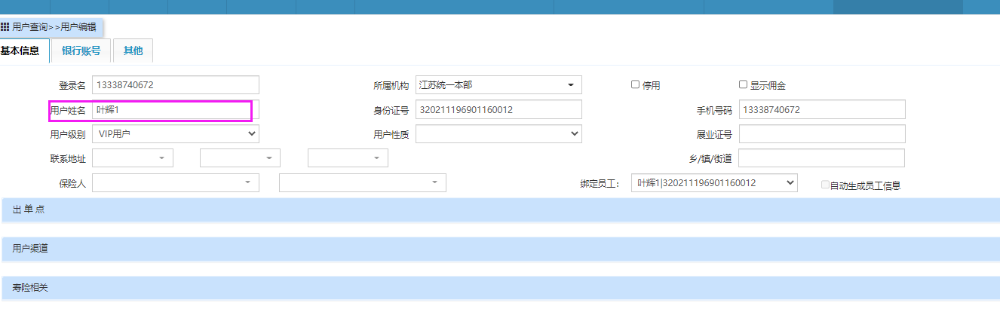 用户查询>>用户编辑
基本信息 银行账号 其他
登录名 13338740672 所属机构 江苏统一本部 停用 显示佣金
用户姓名 叶辉1 身份证号 320211196901160012 手机号码 13338740672
用户级别 VIP用户 用户性质 展业证号
联系地址 乡/镇/街道
保险人 绑定员工： 叶辉1|320211196901160012 自动生成员工信息
出 单 点
用户渠道
寿险相关